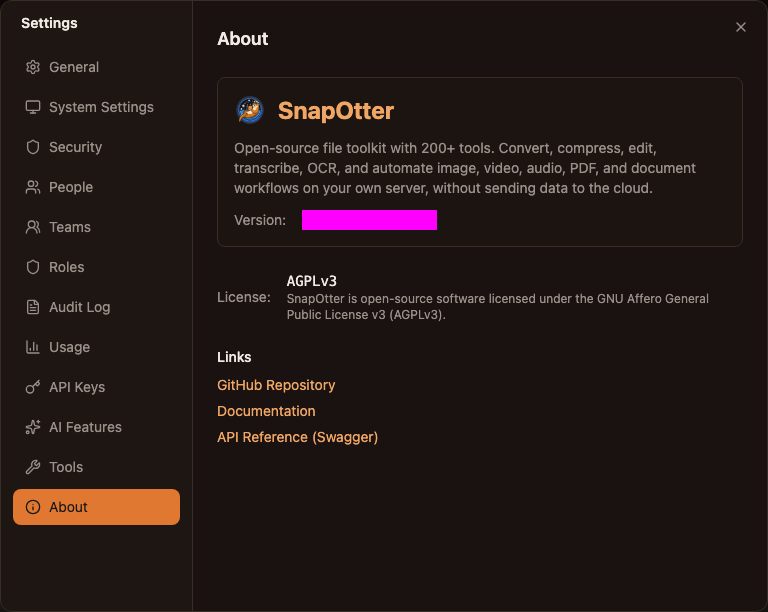 Settings
General
System Settings
Security
People
Teams
Roles
Audit Log
Usage
API Keys
AI Features
Tools
About
About
SnapOtter
Open-source file toolkit with 200+ tools. Convert, compress, edit,
transcribe, OCR, and automate image, video, audio, PDF, and document
workflows on your own server, without sending data to the cloud.
Version:
License:
AGPLv3
SnapOtter is open-source software licensed under the GNU Affero General
Public License v3 (AGPLv3).
Links
GitHub Repository
Documentation
API Reference (Swagger)